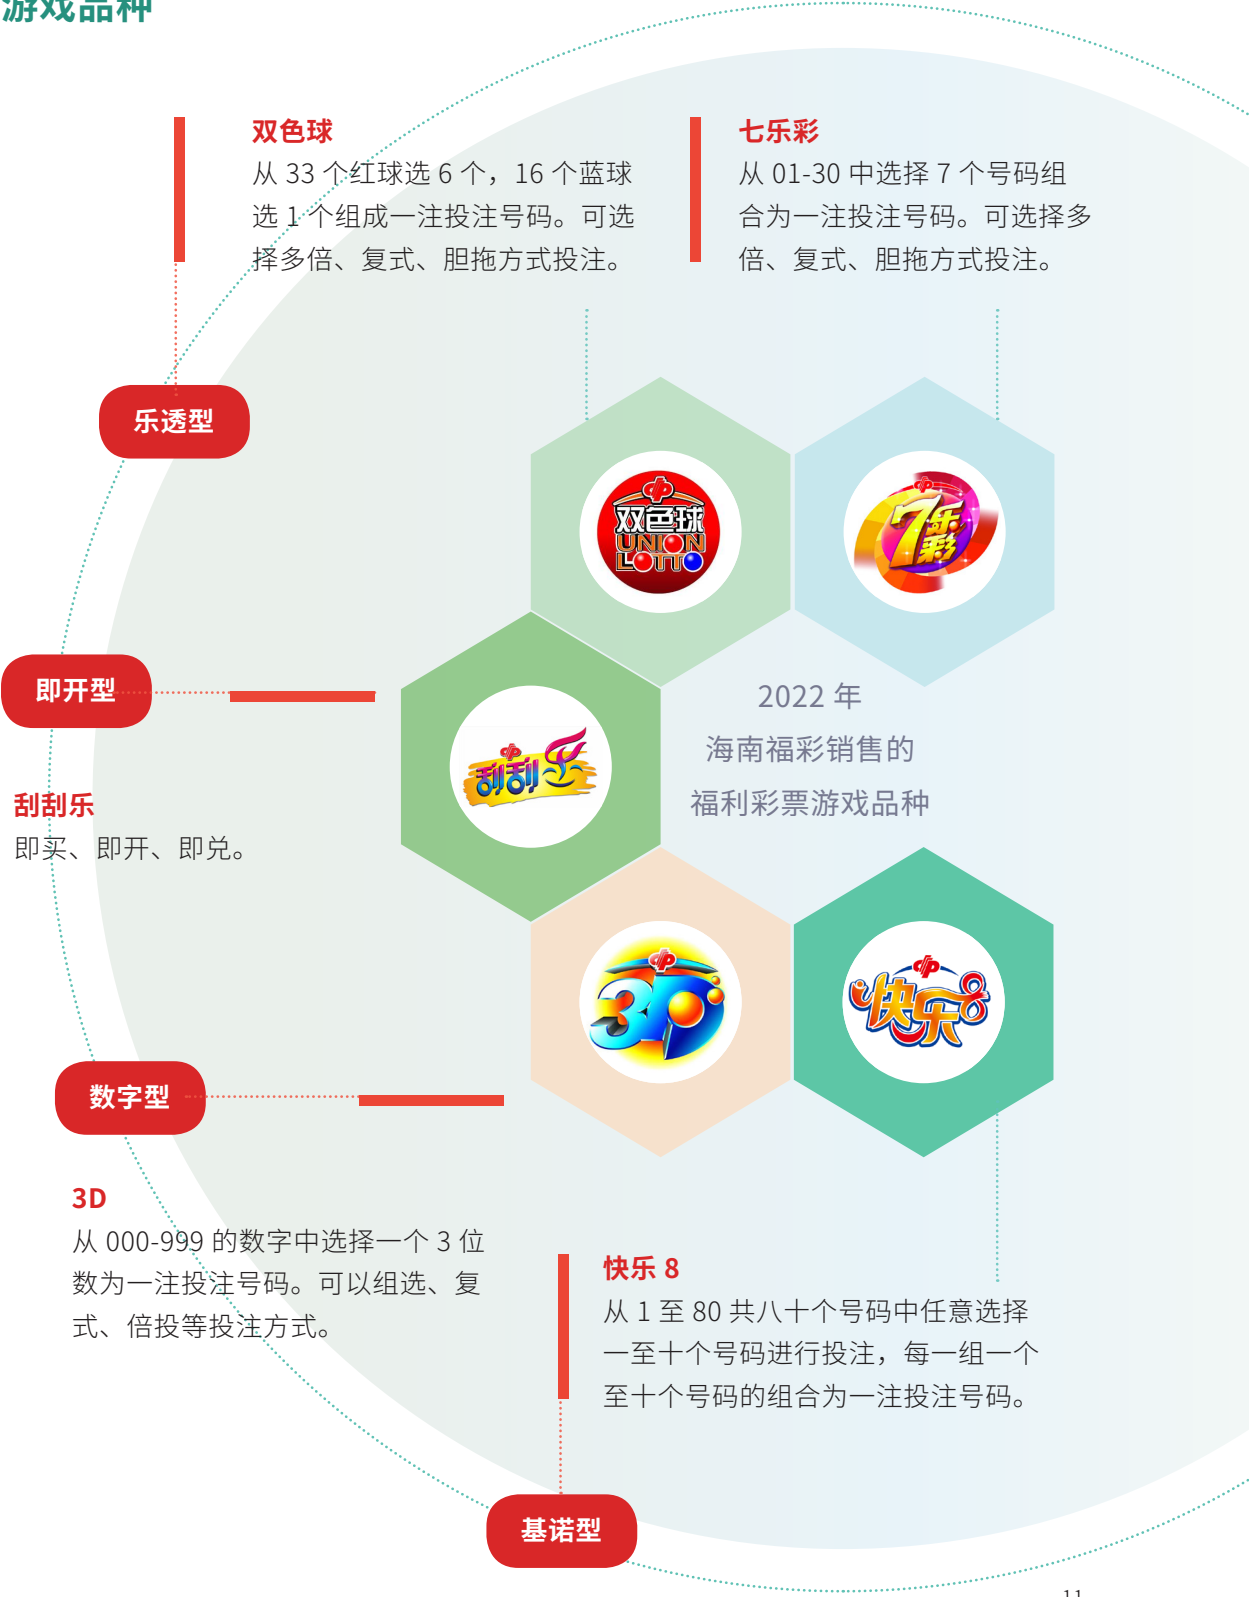 游戏品种
双色球
从 33 个红球选 6 个，16 个蓝球
选 1 个组成一注投注号码。可选
择多倍、复式、胆拖方式投注。
七乐彩
从 01-30 中选择 7 个号码组
合为一注投注号码。可选择多
倍、复式、胆拖方式投注。
乐透型
双色球
UNION
LOTTO
7乐彩
即开型
刮刮乐
2022 年
海南福彩销售的
福利彩票游戏品种
刮刮乐
即买、即开、即兑。
3D
快乐8
数字型
3D
从 000-999 的数字中选择一个 3 位
数为一注投注号码。可以组选、复
式、倍投等投注方式。
快乐 8
从 1 至 80 共八十个号码中任意选择
一至十个号码进行投注，每一组一个
至十个号码的组合为一注投注号码。
基诺型
11